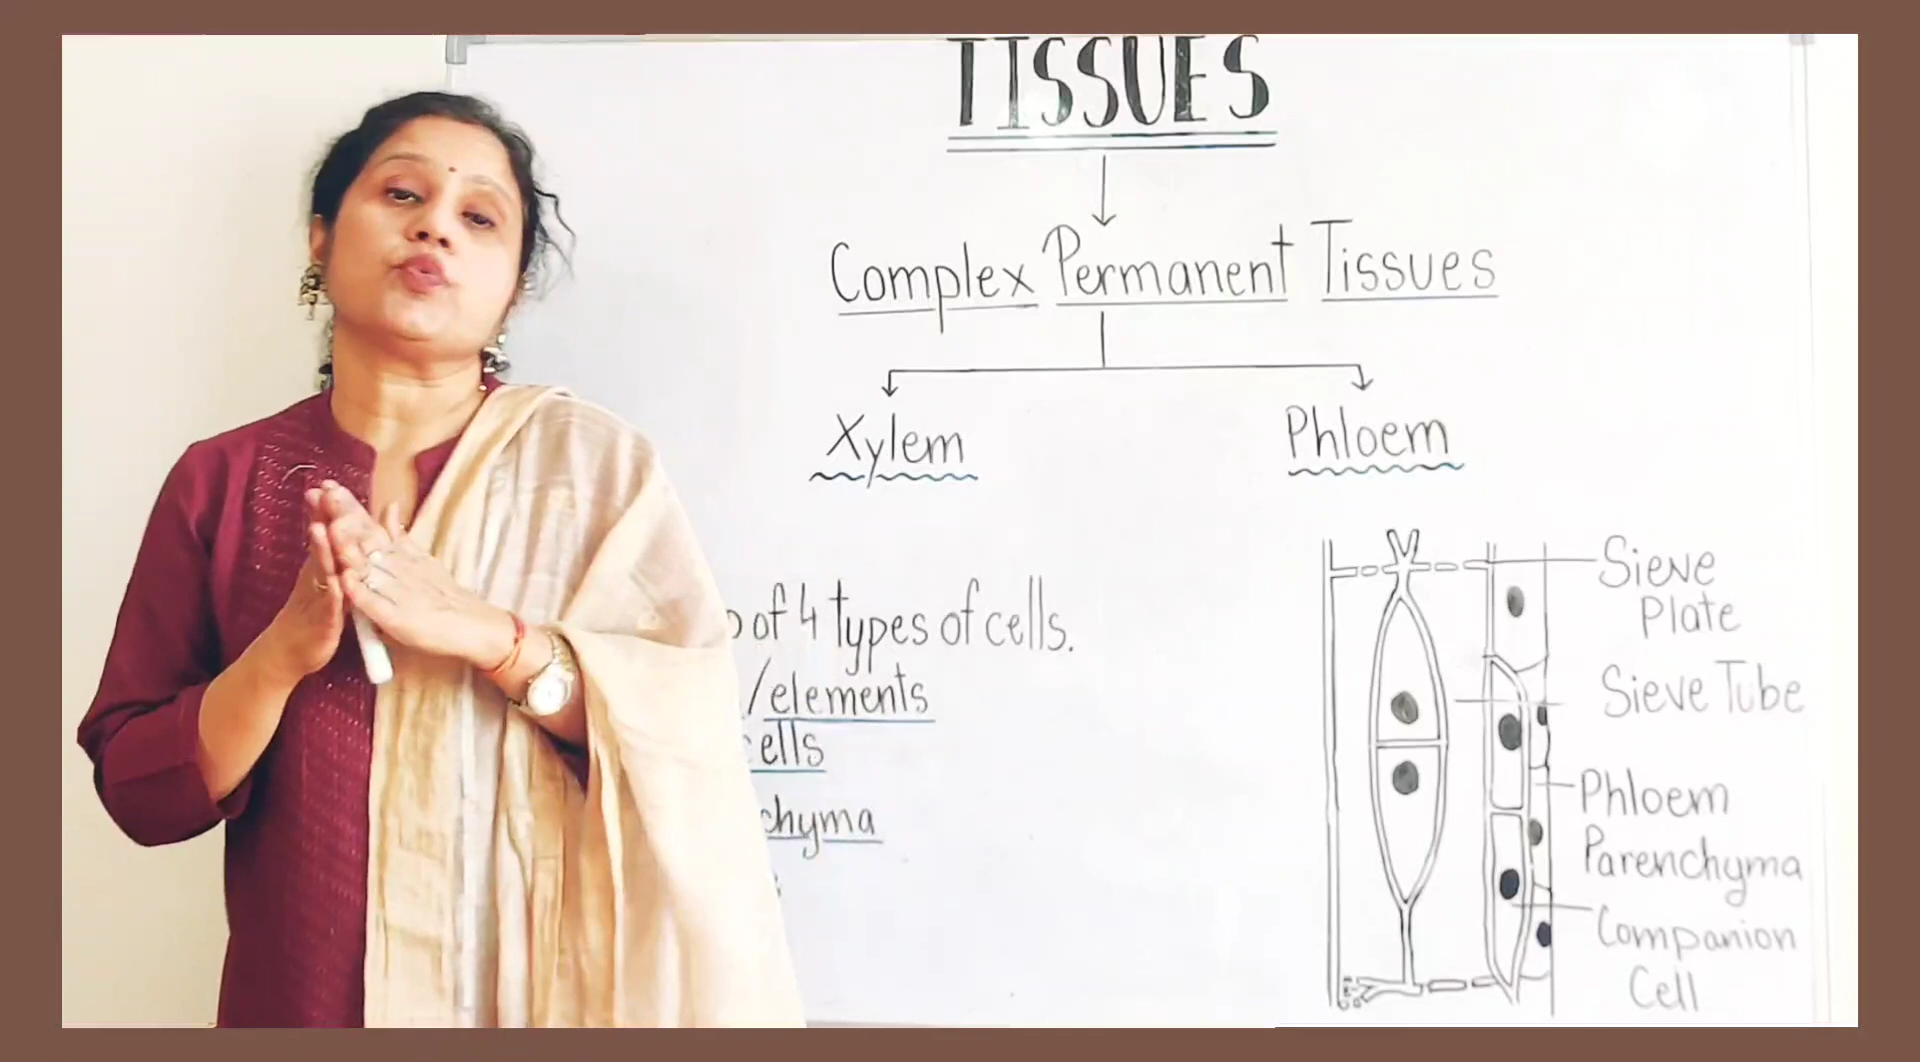 TISSUES
Complex Permanent Tissues
Xylem
Phloem
of 4 types of cells.
/elements
ells
chyma
Sieve
Plate
Sieve Tube
Phloem
Parenchyma
Companion
Cell